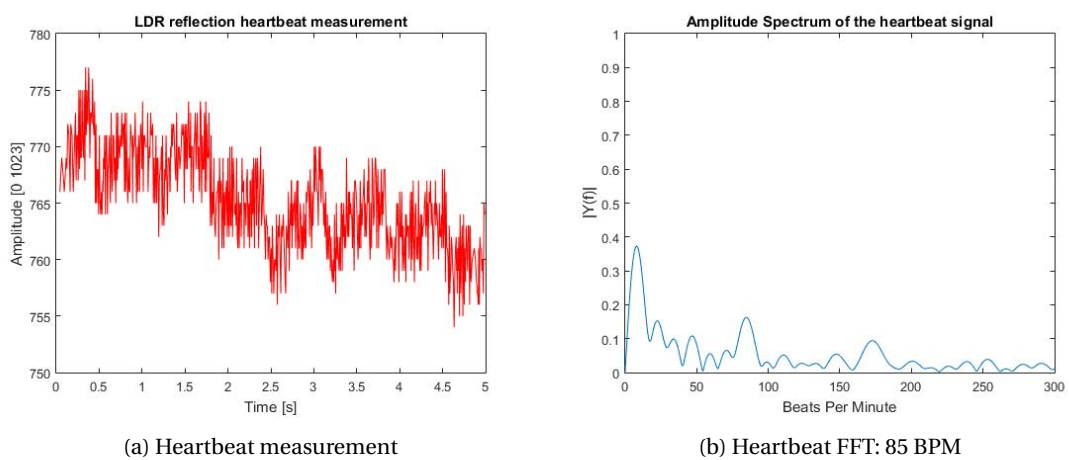 LDR reflection heartbeat measurement
Amplitude [0 1023]
780
775
770
765
760
755
750
0 0.5 1 1.5 2 2.5 3 3.5 4 4.5 5
Time [s]
(a) Heartbeat measurement
Amplitude Spectrum of the heartbeat signal
|Y(f)|
1
0.9
0.8
0.7
0.6
0.5
0.4
0.3
0.2
0.1
0
0 50 100 150 200 250 300
Beats Per Minute
(b) Heartbeat FFT: 85 BPM